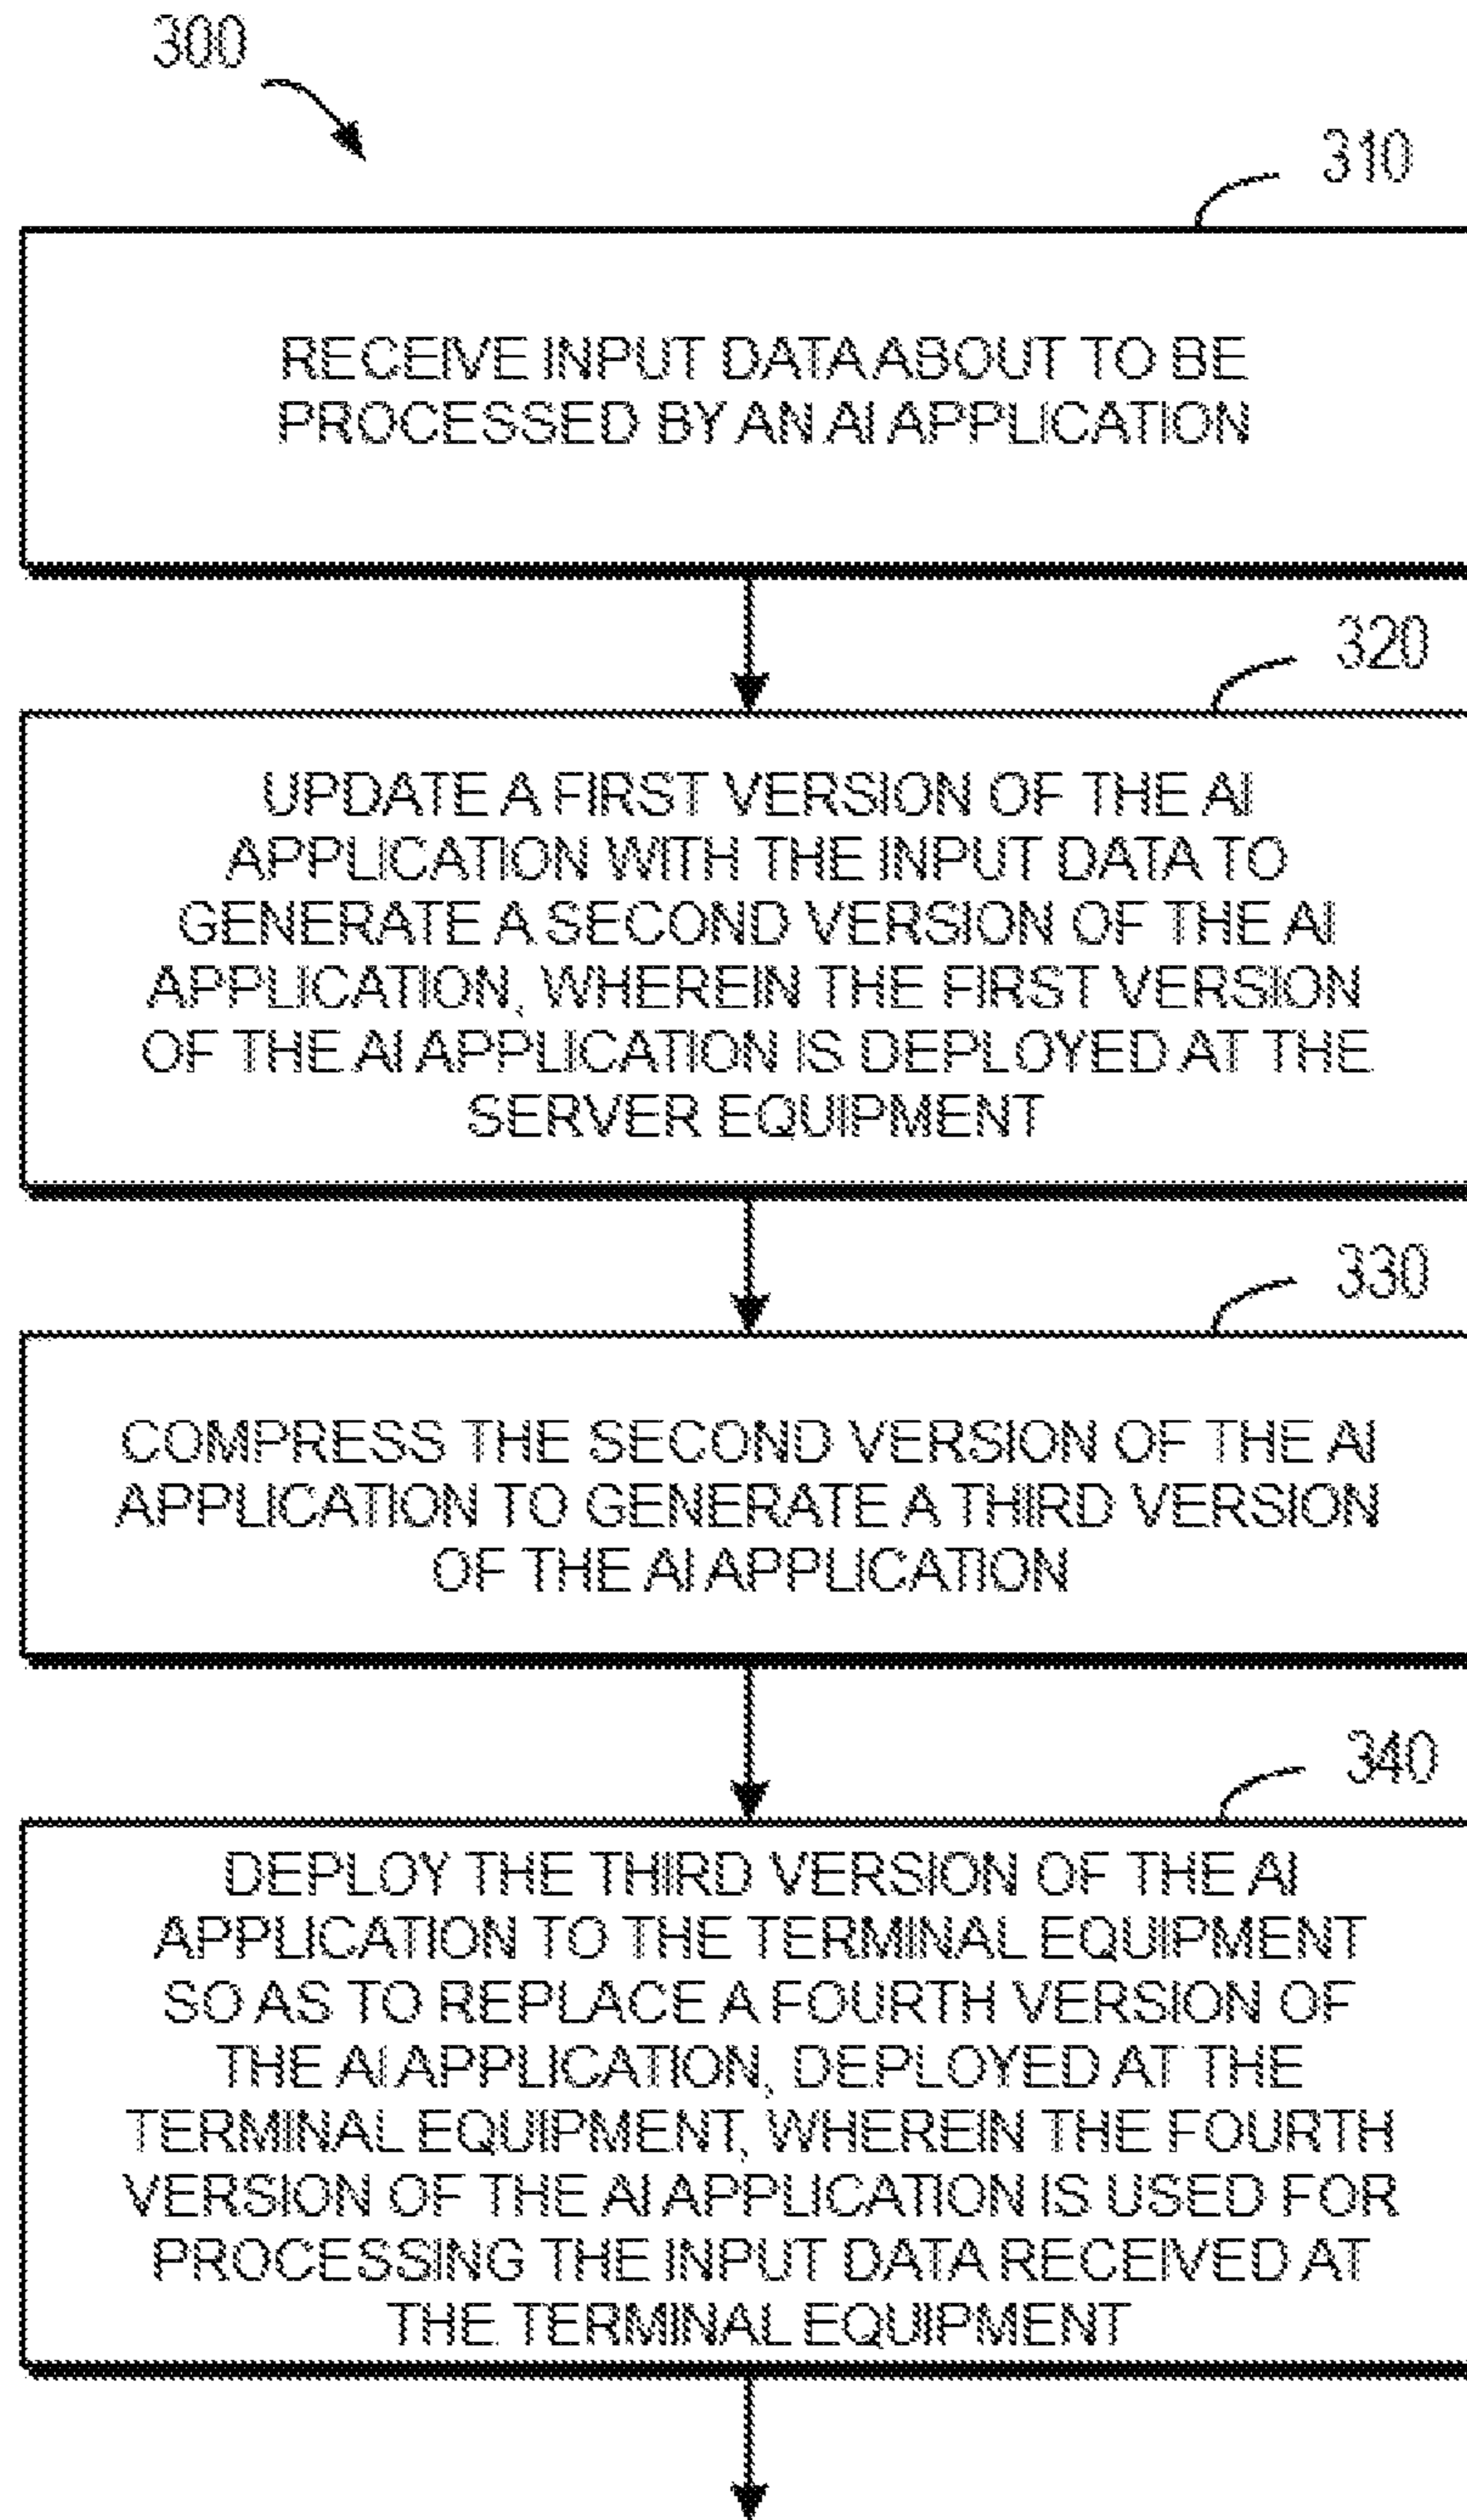 300
310
RECEIVE INPUT DATA ABOUT TO BE
PROCESSED BY AN AI APPLICATION
320
UPDATE A FIRST VERSION OF THE AI
APPLICATION WITH THE INPUT DATA TO
GENERATE A SECOND VERSION OF THE AI
APPLICATION, WHEREIN THE FIRST VERSION
OF THE AI APPLICATION IS DEPLOYED AT THE
SERVER EQUIPMENT
330
COMPRESS THE SECOND VERSION OF THE AI
APPLICATION TO GENERATE A THIRD VERSION
OF THE AI APPLICATION
340
DEPLOY THE THIRD VERSION OF THE AI
APPLICATION TO THE TERMINAL EQUIPMENT
SO AS TO REPLACE A FOURTH VERSION OF
THE AI APPLICATION, DEPLOYED AT THE
TERMINAL EQUIPMENT, WHEREIN THE FOURTH
VERSION OF THE AI APPLICATION IS USED FOR
PROCESSING THE INPUT DATA RECEIVED AT
THE TERMINAL EQUIPMENT